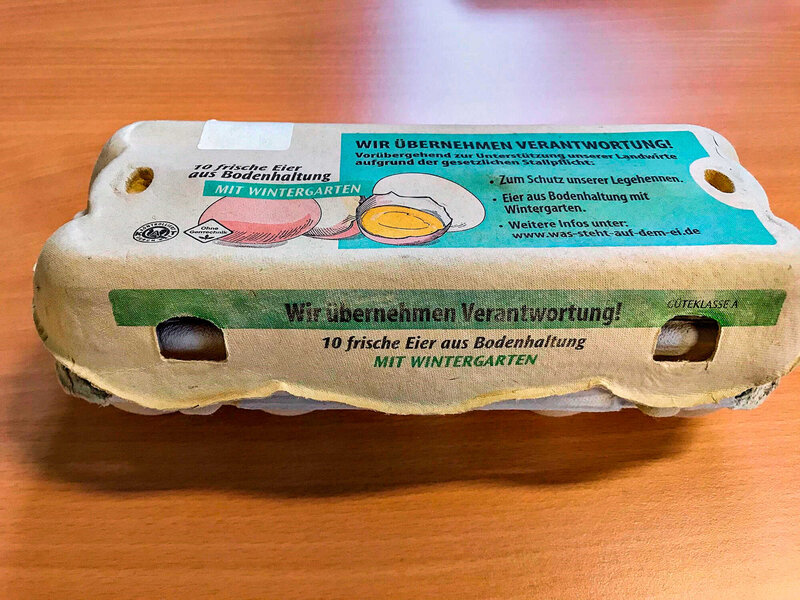 10 frische Eier
aus Bodenhaltung
MIT WINTERGARTEN
Ohne
Gentechnik
WIR ÜBERNEHMEN VERANTWORTUNG!
Vorübergehend zur Unterstützung unserer Landwirte
aufgrund der gesetzlichen Stallpflicht:
• Zum Schutz unserer Legehennen.
• Eier aus Bodenhaltung mit
Wintergarten.
• Weitere Infos unter:
www.was-steht-auf-dem-ei.de
Wir übernehmen Verantwortung!
GÜTEKLASSE A
10 frische Eier aus Bodenhaltung
MIT WINTERGARTEN